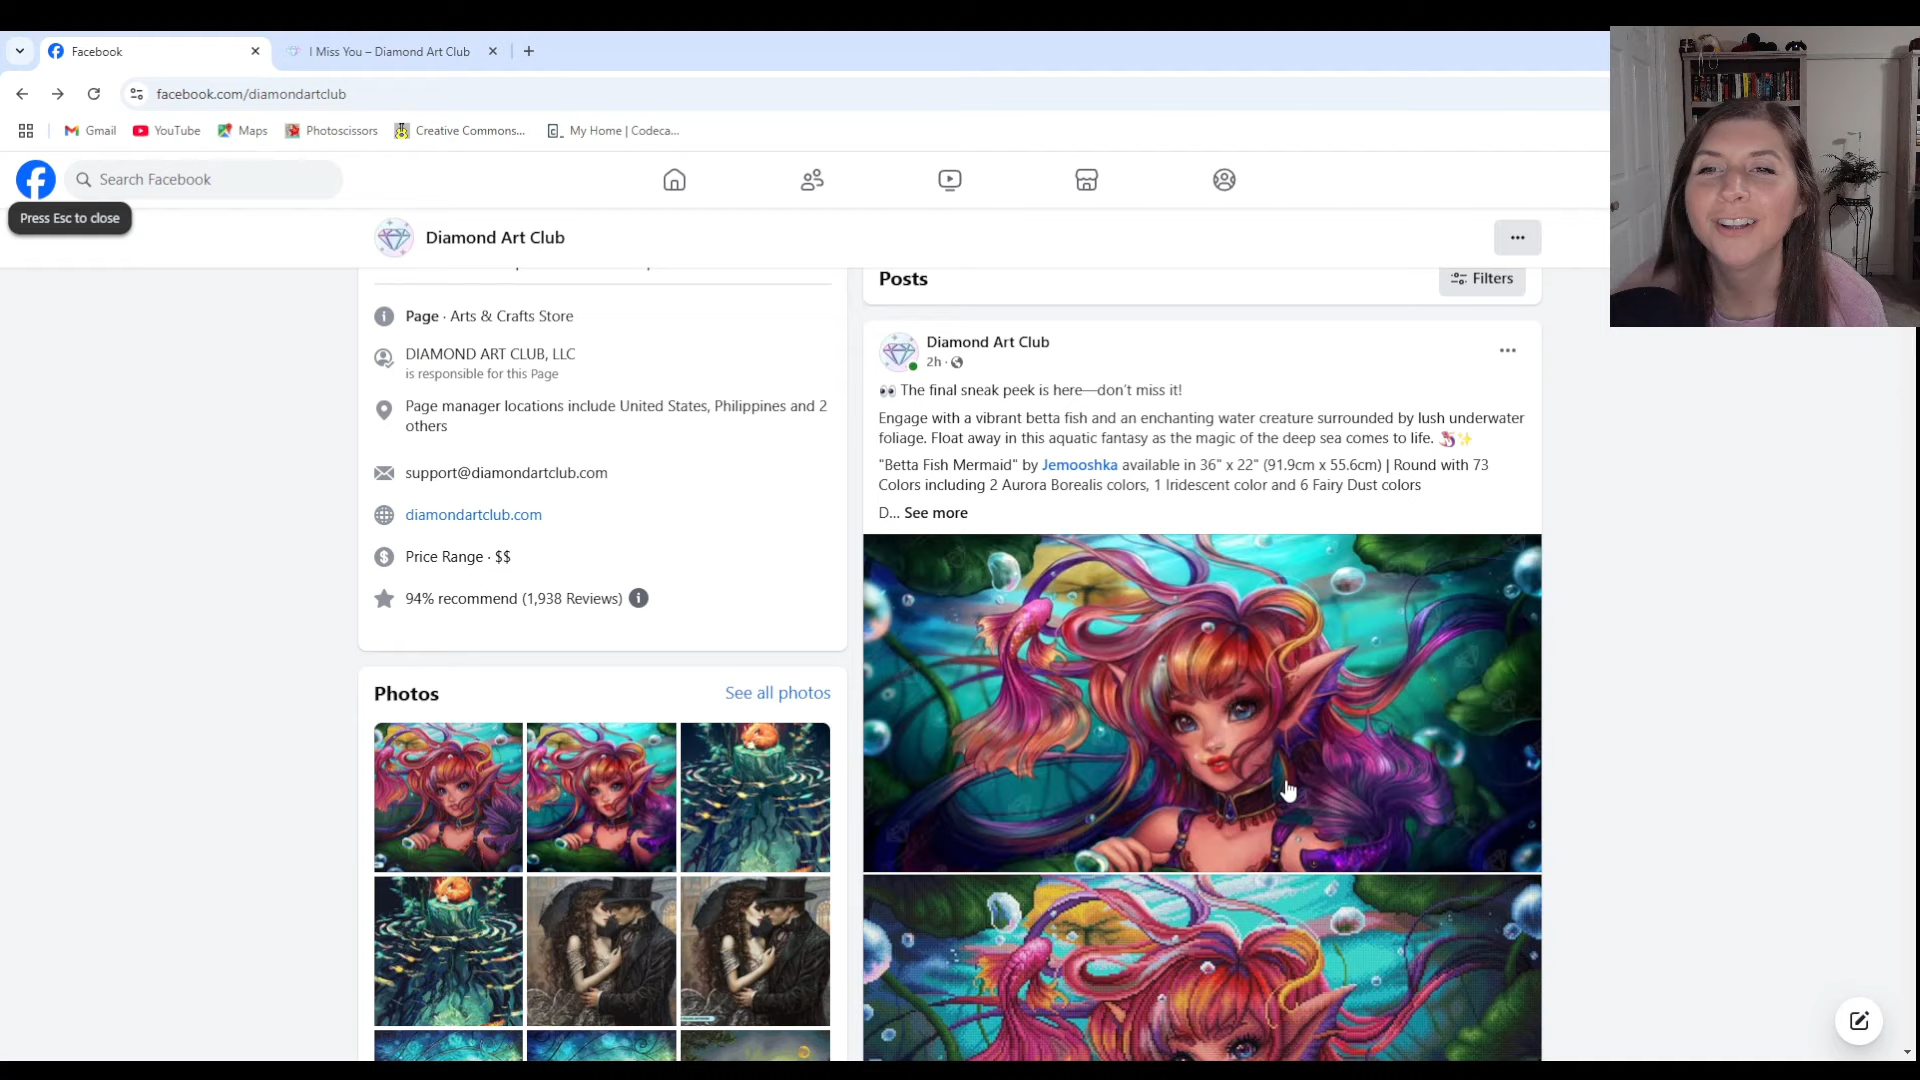 Facebook
I Miss You – Diamond Art Club
facebook.com/diamondartclub
Gmail
YouTube
Maps
Photoscissors
Creative Commons...
My Home | Codeca...
Search Facebook
Press Esc to close
Diamond Art Club
Page · Arts & Crafts Store
DIAMOND ART CLUB, LLC
is responsible for this Page
Page manager locations include United States, Philippines and 2
others
support@diamondartclub.com
diamondartclub.com
Price Range · $$
94% recommend (1,938 Reviews)
Photos
See all photos
Posts
Filters
Diamond Art Club
2h ·
👀 The final sneak peek is here—don't miss it!
Engage with a vibrant betta fish and an enchanting water creature surrounded by lush underwater
foliage. Float away in this aquatic fantasy as the magic of the deep sea comes to life. 🧜‍♀️✨
"Betta Fish Mermaid" by Jemooshka available in 36" x 22" (91.9cm x 55.6cm) | Round with 73
Colors including 2 Aurora Borealis colors, 1 Iridescent color and 6 Fairy Dust colors
D... See more